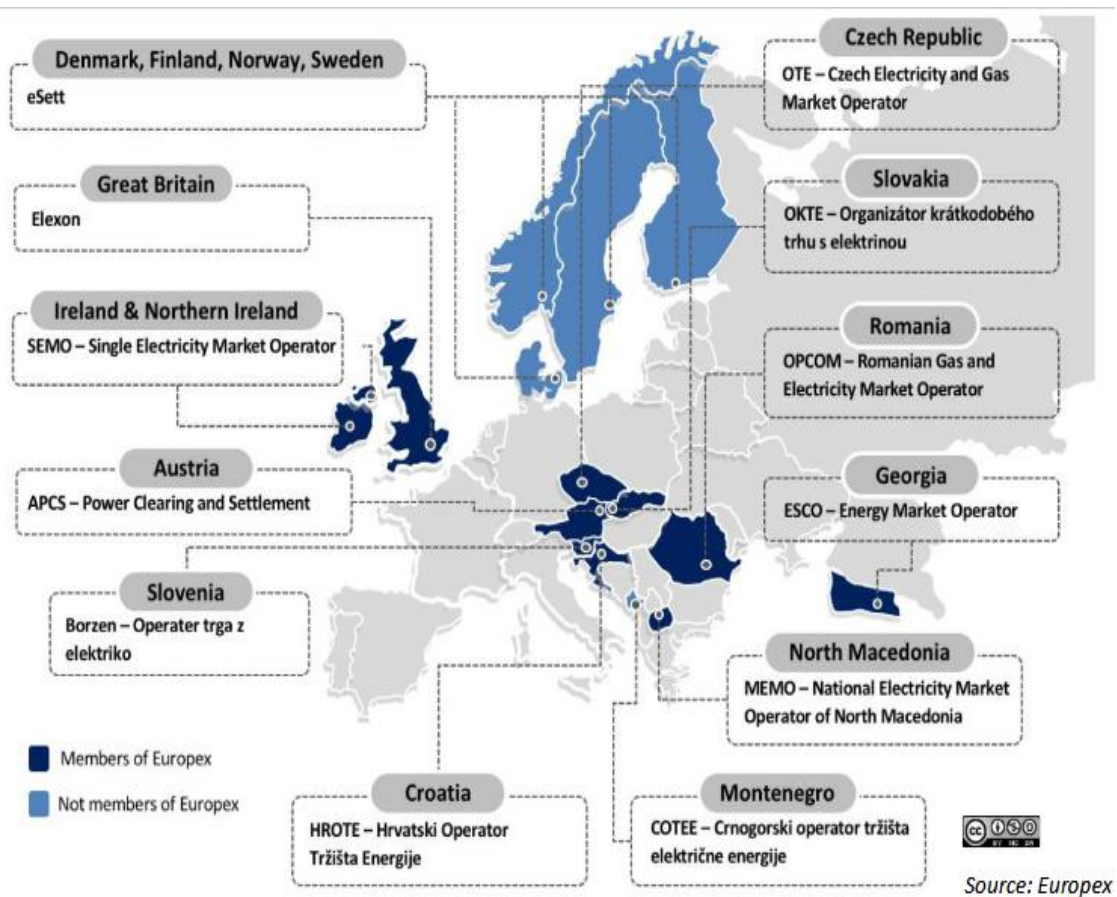 Denmark, Finland, Norway, Sweden
eSett
Great Britain
Elexon
Ireland & Northern Ireland
SEMO – Single Electricity Market Operator
Austria
APCS – Power Clearing and Settlement
Slovenia
Borzen – Operater trga z
elektriko
Czech Republic
OTE – Czech Electricity and Gas
Market Operator
Slovakia
OKTE – Organizátor krátkodobého
trhu s elektrinou
Romania
OPCOM – Romanian Gas and
Electricity Market Operator
Georgia
ESCO – Energy Market Operator
North Macedonia
MEMO – National Electricity Market
Operator of North Macedonia
Members of Europex
Not members of Europex
Croatia
HROTE – Hrvatski Operator
Tržišta Energije
Montenegro
COTEE – Crnogorski operator tržišta
električne energije
cc
BY NC SA
Source: Europex